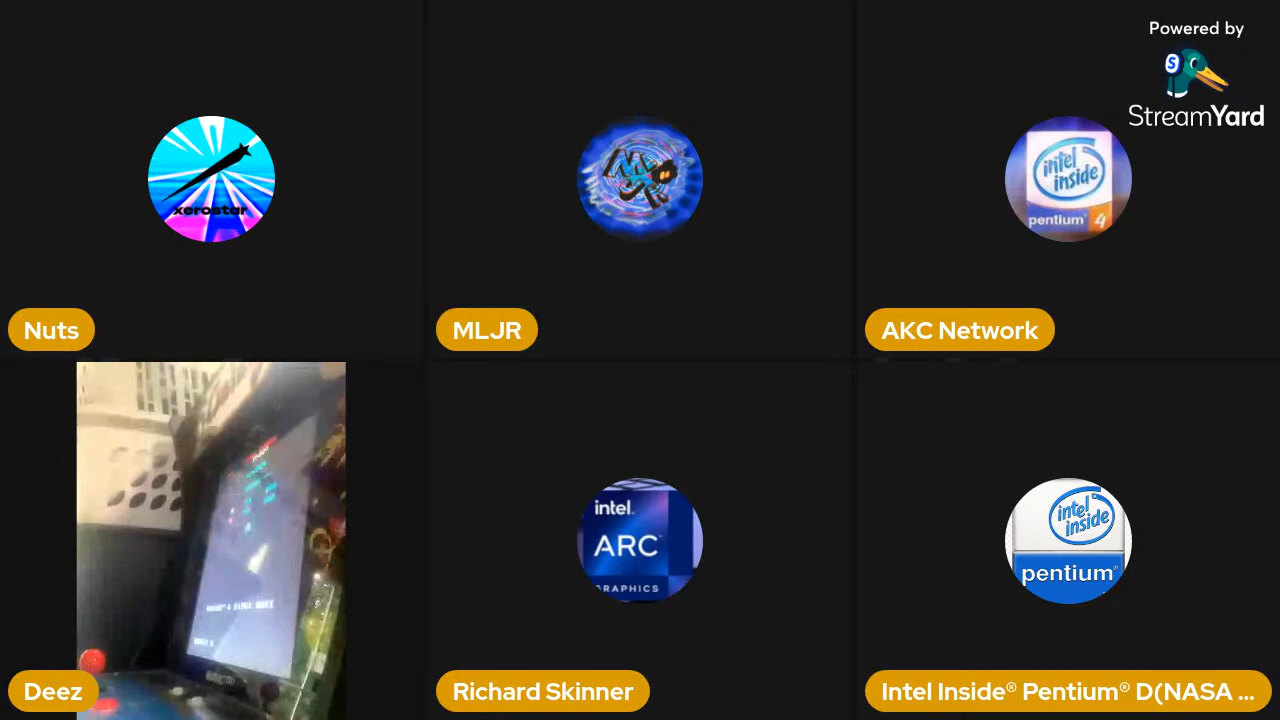 Powered by
StreamYard
xerostar
intel
inside
pentium 4
Nuts
MLJR
AKC Network
intel.
ARC
GRAPHICS
intel
inside
pentium®
Deez
Richard Skinner
Intel Inside® Pentium® D(NASA ...